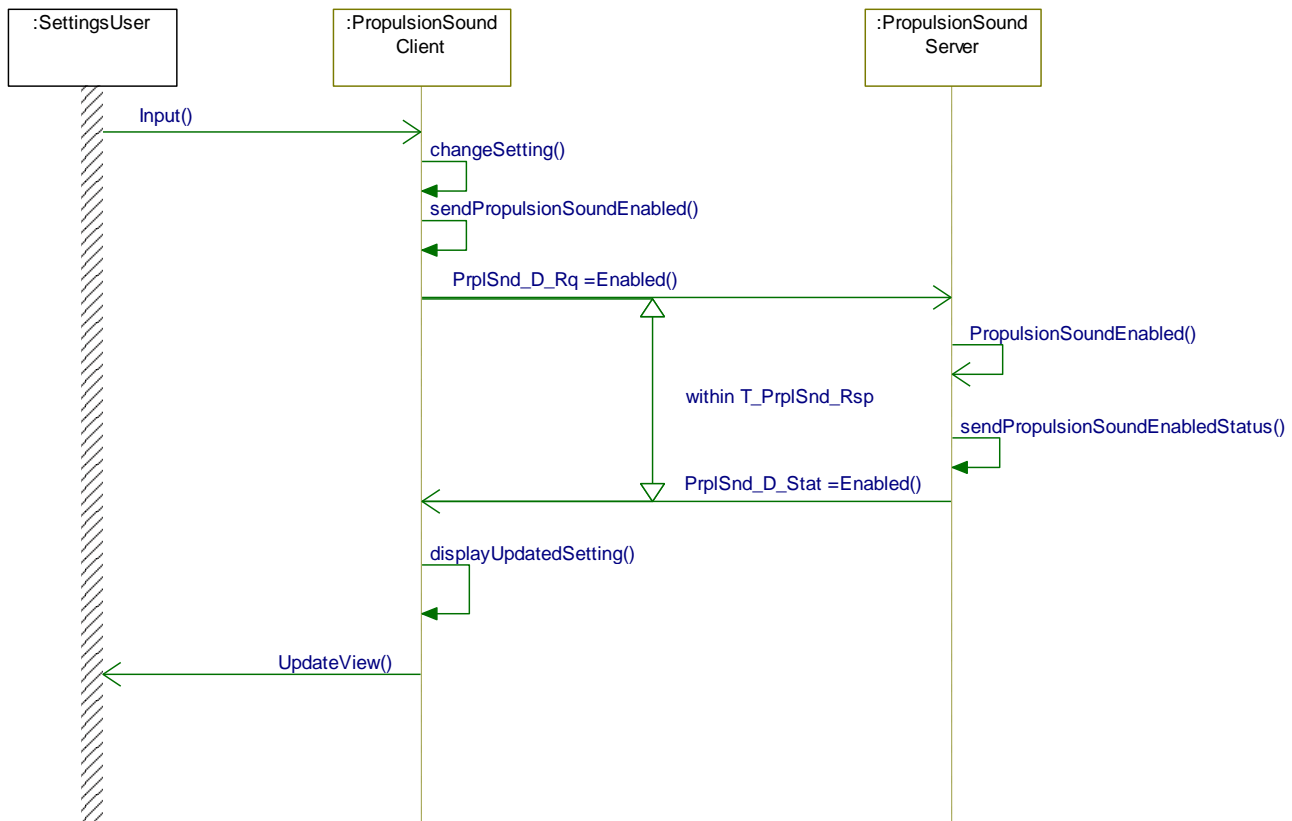 :SettingsUser
:PropulsionSound
Client
:PropulsionSound
Server
Input()
changeSetting()
sendPropulsionSoundEnabled()
PrplSnd_D_Rq =Enabled()
PropulsionSoundEnabled()
within T_PrplSnd_Rsp
sendPropulsionSoundEnabledStatus()
PrplSnd_D_Stat =Enabled()
displayUpdatedSetting()
UpdateView()